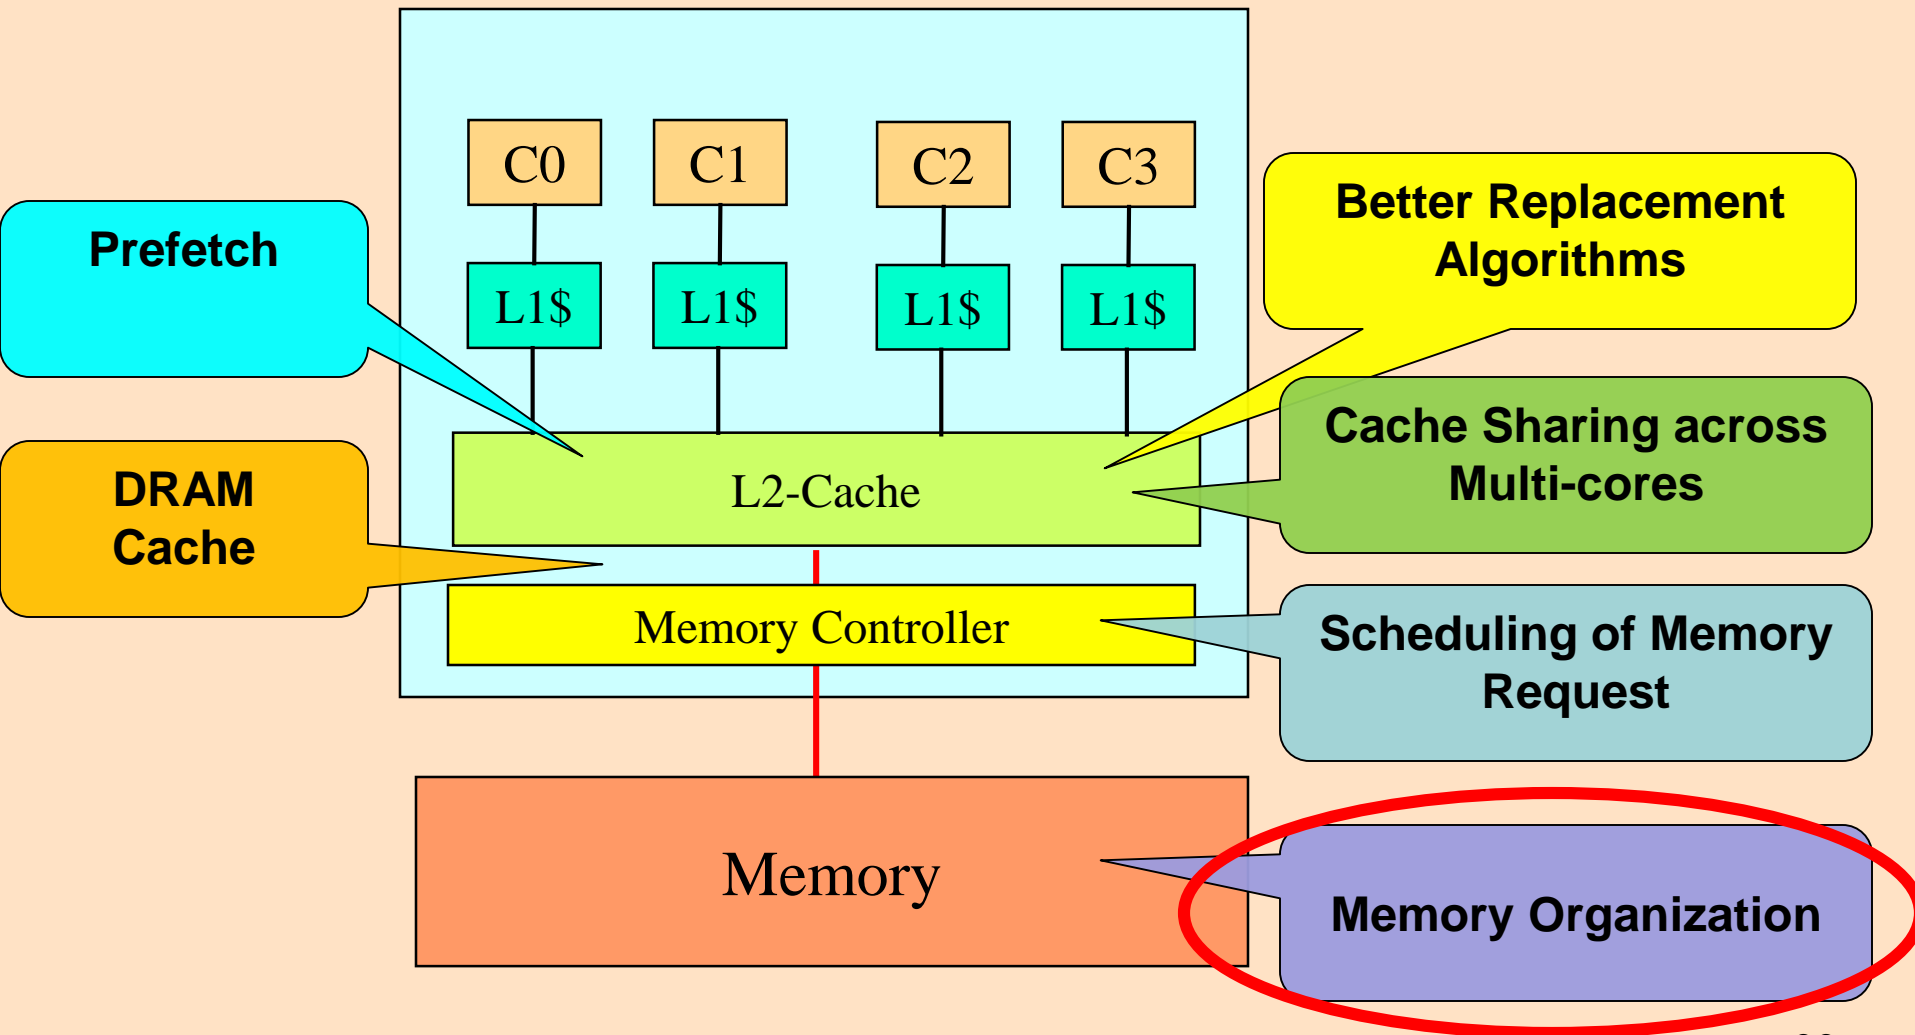 C0
C1
C2
C3
Better Replacement
Algorithms
Prefetch
L1$
L1$
L1$
L1$
Cache Sharing across
Multi-cores
DRAM
Cache
L2-Cache
Memory Controller
Scheduling of Memory
Request
Memory
Memory Organization